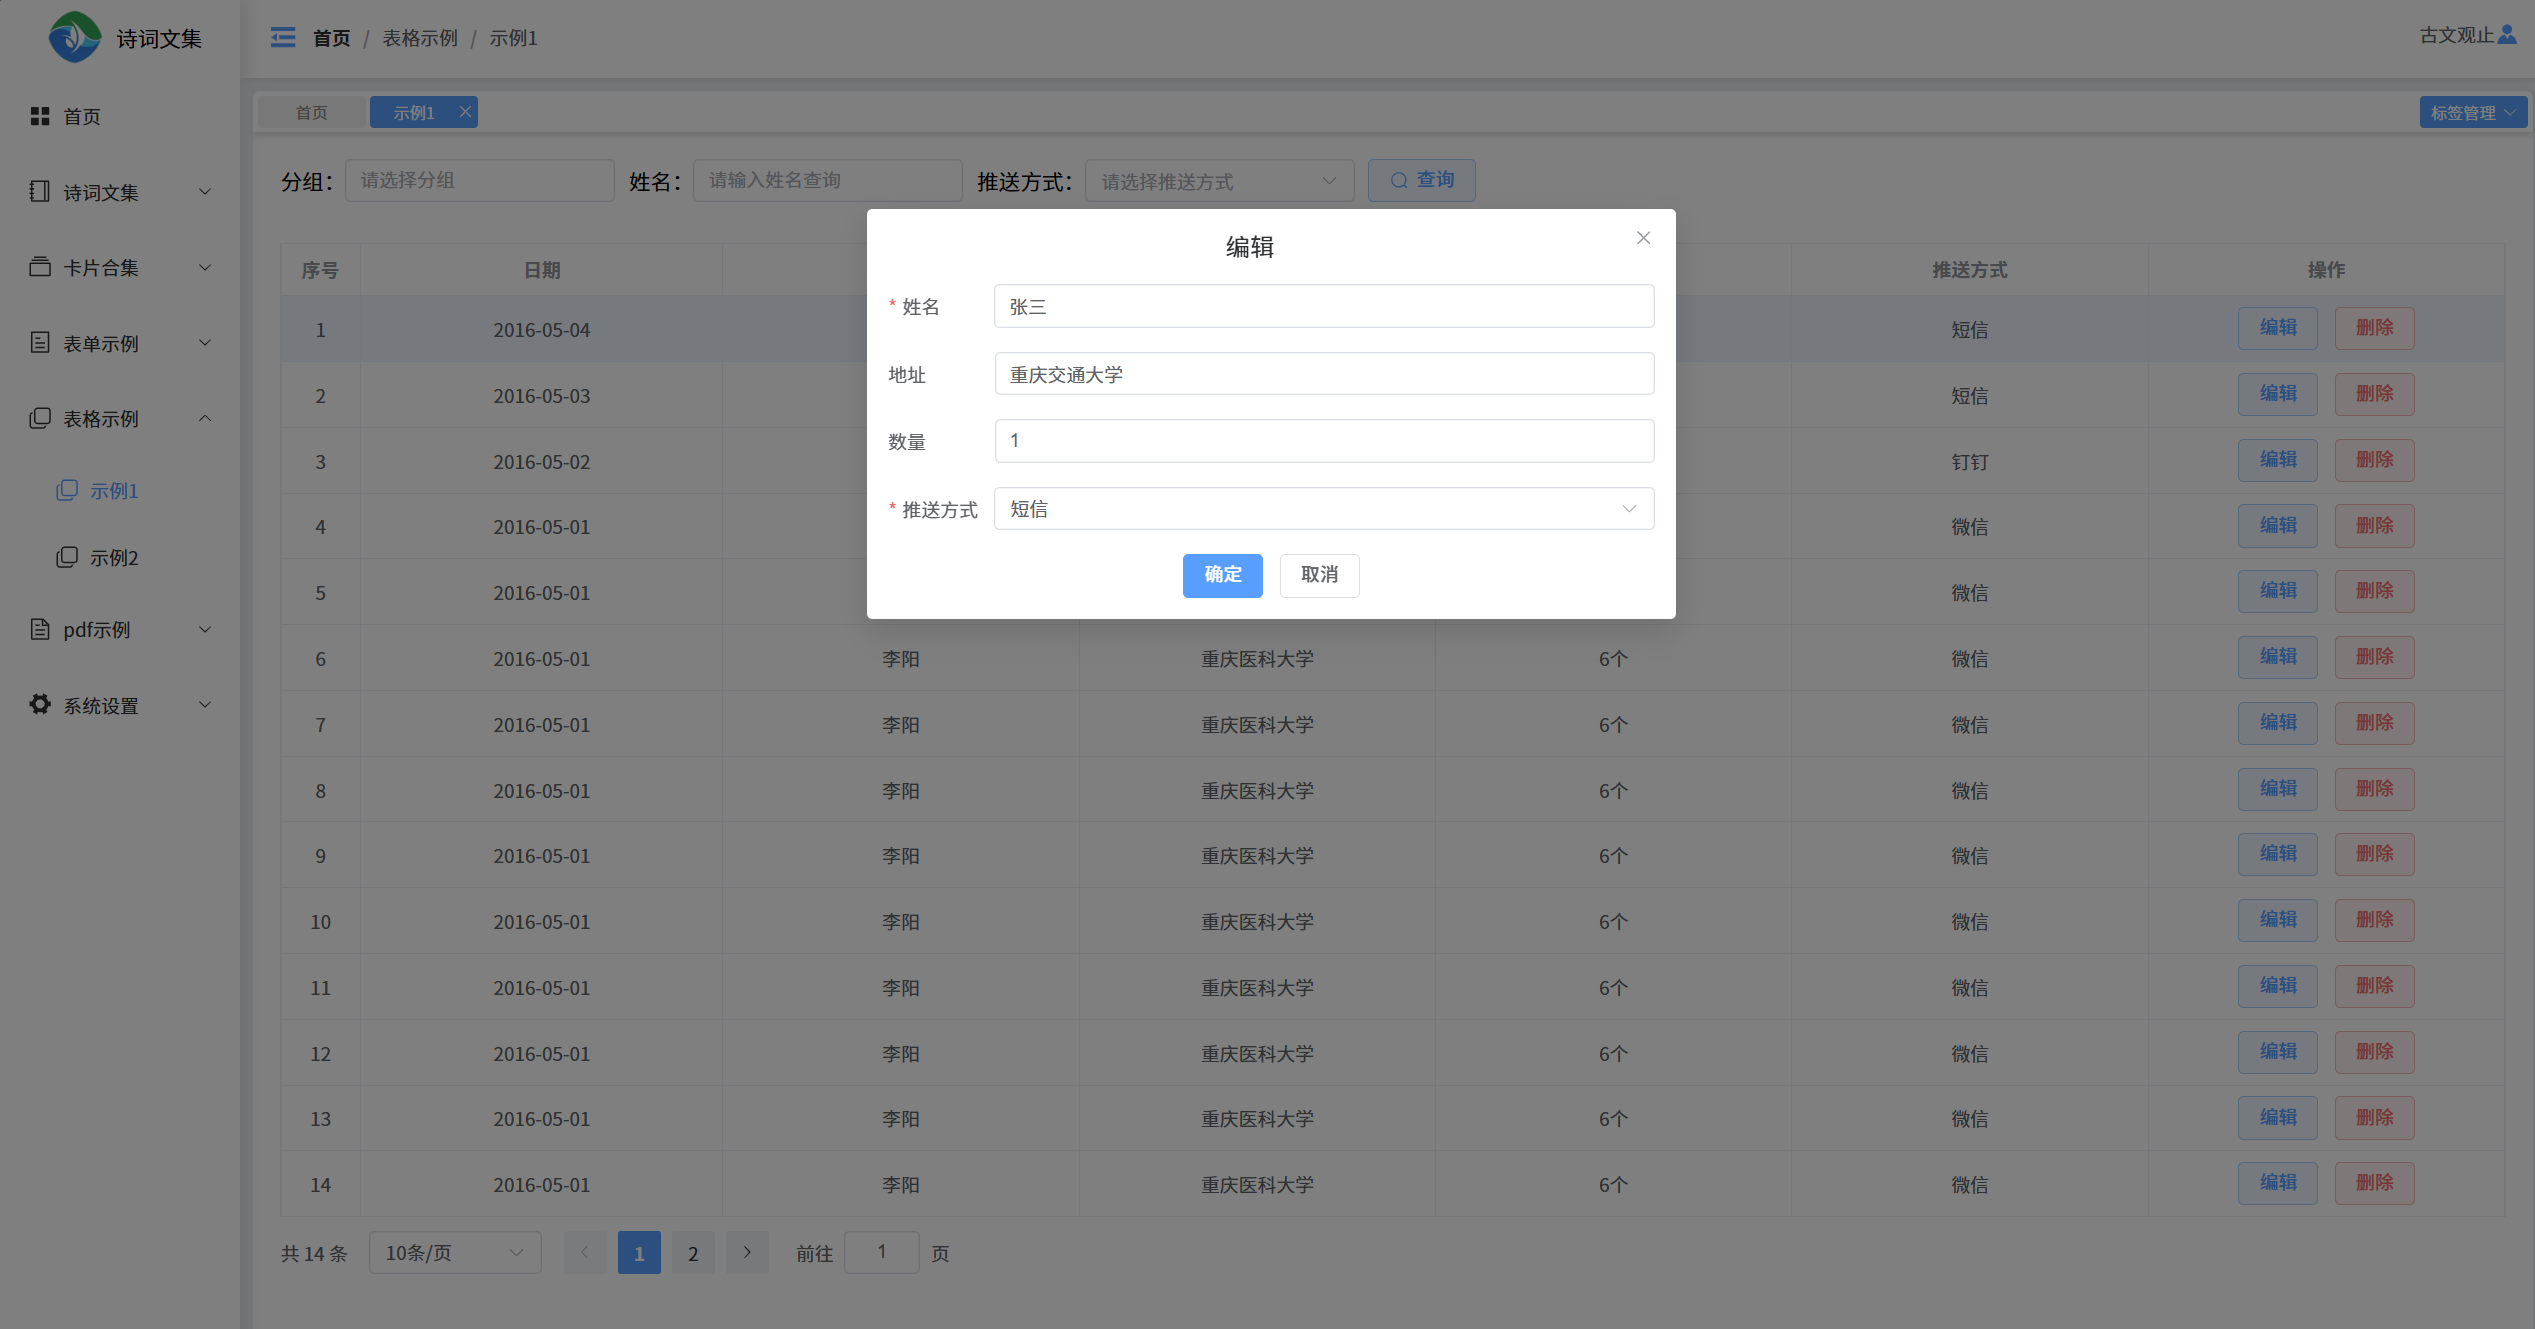 诗词文集
首页 / 表格示例 / 示例1
古文观止
首页
诗词文集
卡片合集
表单示例
表格示例
示例1
示例2
pdf示例
系统设置
首页 示例1
标签管理
分组： 请选择分组 姓名： 请输入姓名查询 推送方式： 请选择推送方式 查询
编辑
* 姓名 张三
地址 重庆交通大学
数量 1
* 推送方式 短信
确定 取消
序号 日期 推送方式 操作
1 2016-05-04 短信 编辑 删除
2 2016-05-03 短信 编辑 删除
3 2016-05-02 钉钉 编辑 删除
4 2016-05-01 微信 编辑 删除
5 2016-05-01 微信 编辑 删除
6 2016-05-01 李阳 重庆医科大学 6个 微信 编辑 删除
7 2016-05-01 李阳 重庆医科大学 6个 微信 编辑 删除
8 2016-05-01 李阳 重庆医科大学 6个 微信 编辑 删除
9 2016-05-01 李阳 重庆医科大学 6个 微信 编辑 删除
10 2016-05-01 李阳 重庆医科大学 6个 微信 编辑 删除
11 2016-05-01 李阳 重庆医科大学 6个 微信 编辑 删除
12 2016-05-01 李阳 重庆医科大学 6个 微信 编辑 删除
13 2016-05-01 李阳 重庆医科大学 6个 微信 编辑 删除
14 2016-05-01 李阳 重庆医科大学 6个 微信 编辑 删除
共 14 条 10条/页 1 2 前往 1 页